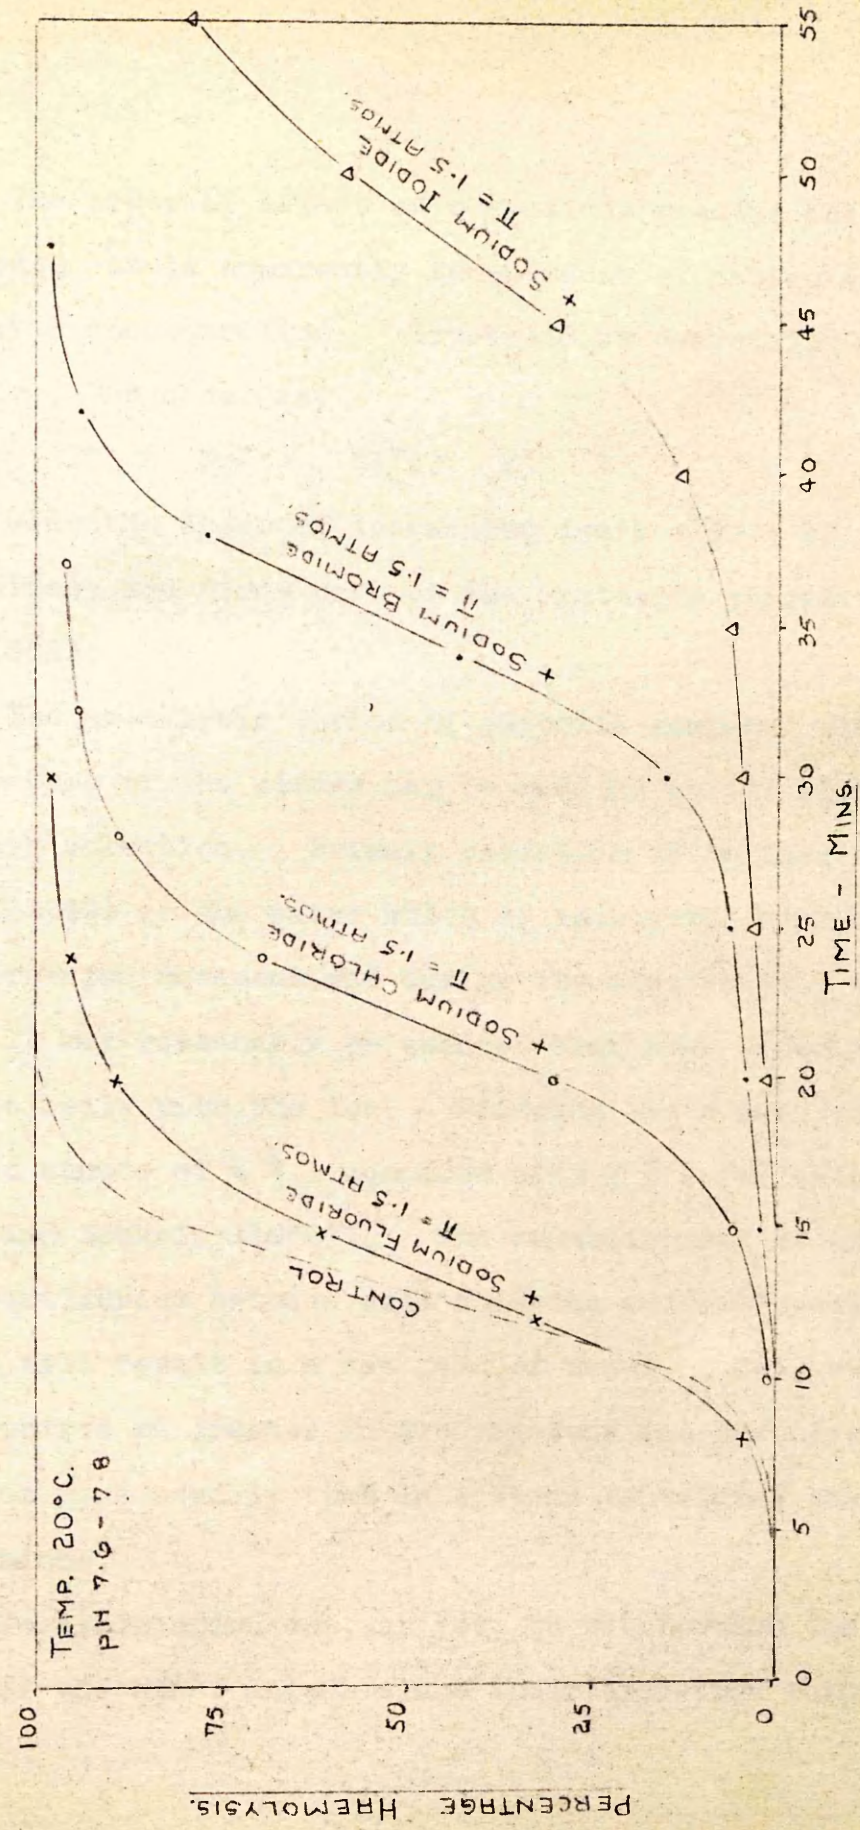 TEMP. 20°C.
pH 7.6 - 7.8
PERCENTAGE HAEMOLYSIS.
100
75
50
25
0
CONTROL
+ SODIUM FLUORIDE
π = 1.5 ATMOS.
+ SODIUM CHLORIDE
π = 1.5 ATMOS.
+ SODIUM BROMIDE
π = 1.5 ATMOS.
+ SODIUM IODIDE
π = 1.5 ATMOS
0 5 10 15 20 25 30 35 40 45 50 55
TIME - MINS.